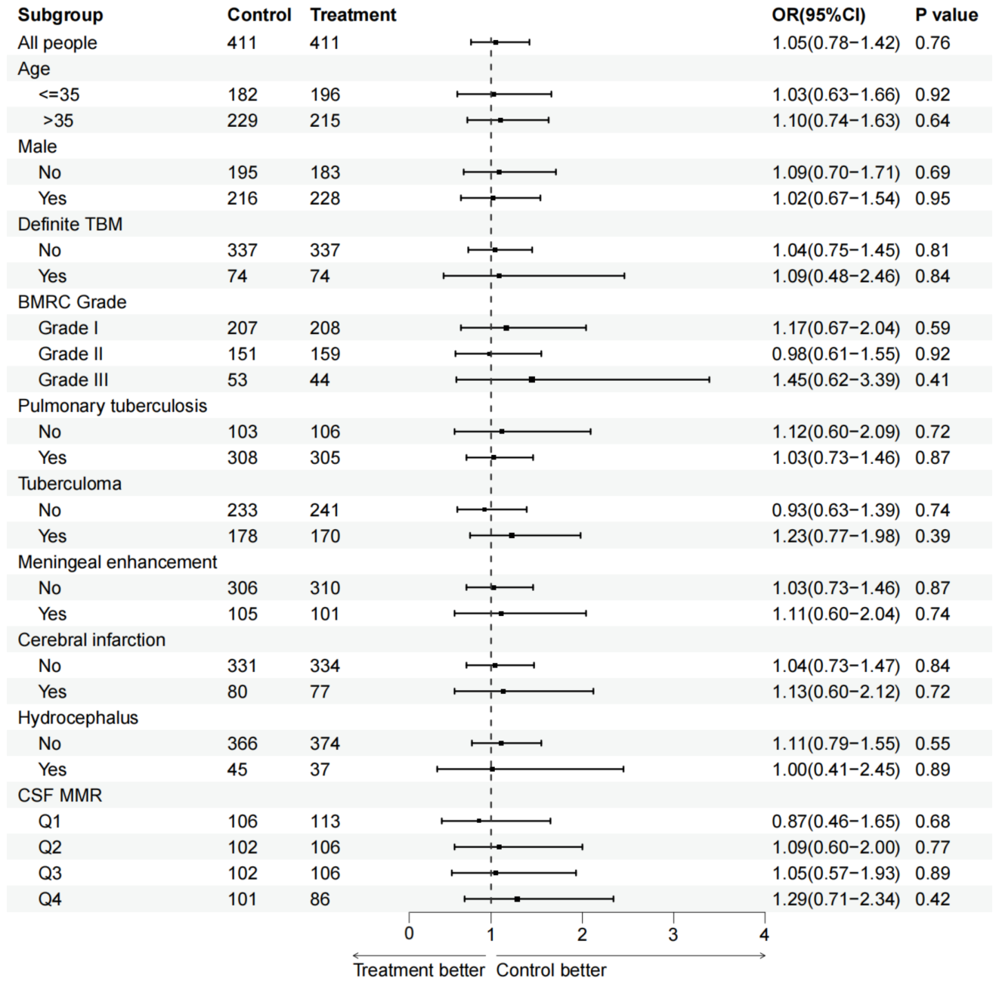 Subgroup Control Treatment OR(95%CI) P value
All people 411 411 1.05(0.78−1.42) 0.76
Age
<=35 182 196 1.03(0.63−1.66) 0.92
>35 229 215 1.10(0.74−1.63) 0.64
Male
No 195 183 1.09(0.70−1.71) 0.69
Yes 216 228 1.02(0.67−1.54) 0.95
Definite TBM
No 337 337 1.04(0.75−1.45) 0.81
Yes 74 74 1.09(0.48−2.46) 0.84
BMRC Grade
Grade I 207 208 1.17(0.67−2.04) 0.59
Grade II 151 159 0.98(0.61−1.55) 0.92
Grade III 53 44 1.45(0.62−3.39) 0.41
Pulmonary tuberculosis
No 103 106 1.12(0.60−2.09) 0.72
Yes 308 305 1.03(0.73−1.46) 0.87
Tuberculoma
No 233 241 0.93(0.63−1.39) 0.74
Yes 178 170 1.23(0.77−1.98) 0.39
Meningeal enhancement
No 306 310 1.03(0.73−1.46) 0.87
Yes 105 101 1.11(0.60−2.04) 0.74
Cerebral infarction
No 331 334 1.04(0.73−1.47) 0.84
Yes 80 77 1.13(0.60−2.12) 0.72
Hydrocephalus
No 366 374 1.11(0.79−1.55) 0.55
Yes 45 37 1.00(0.41−2.45) 0.89
CSF MMR
Q1 106 113 0.87(0.46−1.65) 0.68
Q2 102 106 1.09(0.60−2.00) 0.77
Q3 102 106 1.05(0.57−1.93) 0.89
Q4 101 86 1.29(0.71−2.34) 0.42
0 1 2 3 4
Treatment better Control better